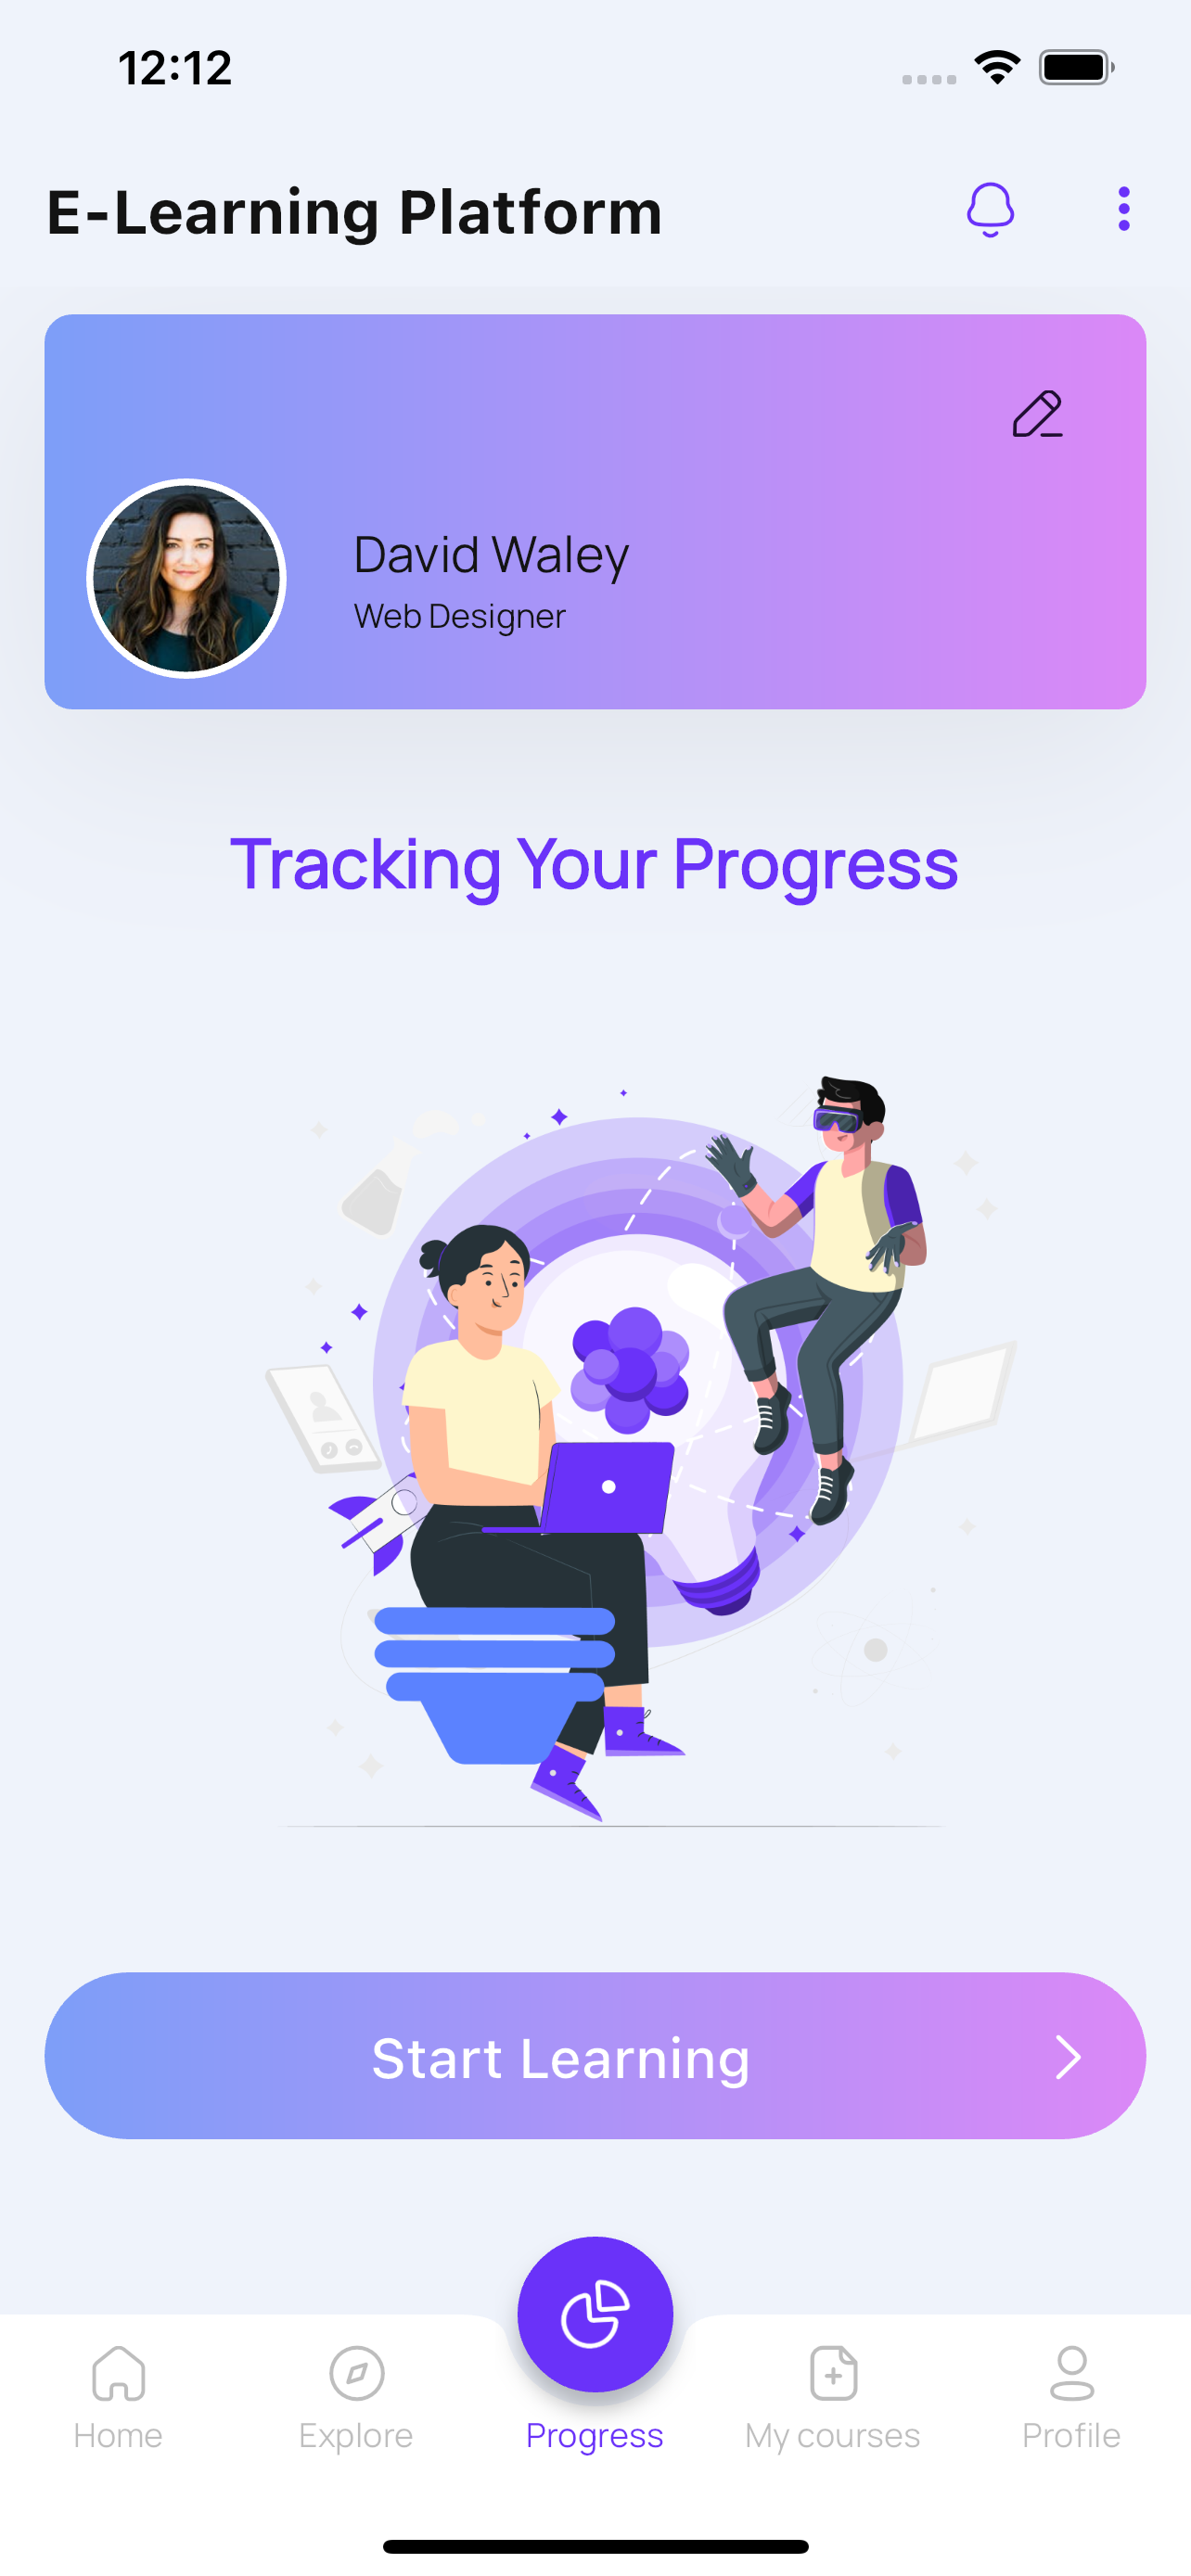 12:12
E-Learning Platform
David Waley
Web Designer
Tracking Your Progress
Start Learning
Home
Explore
Progress
My courses
Profile